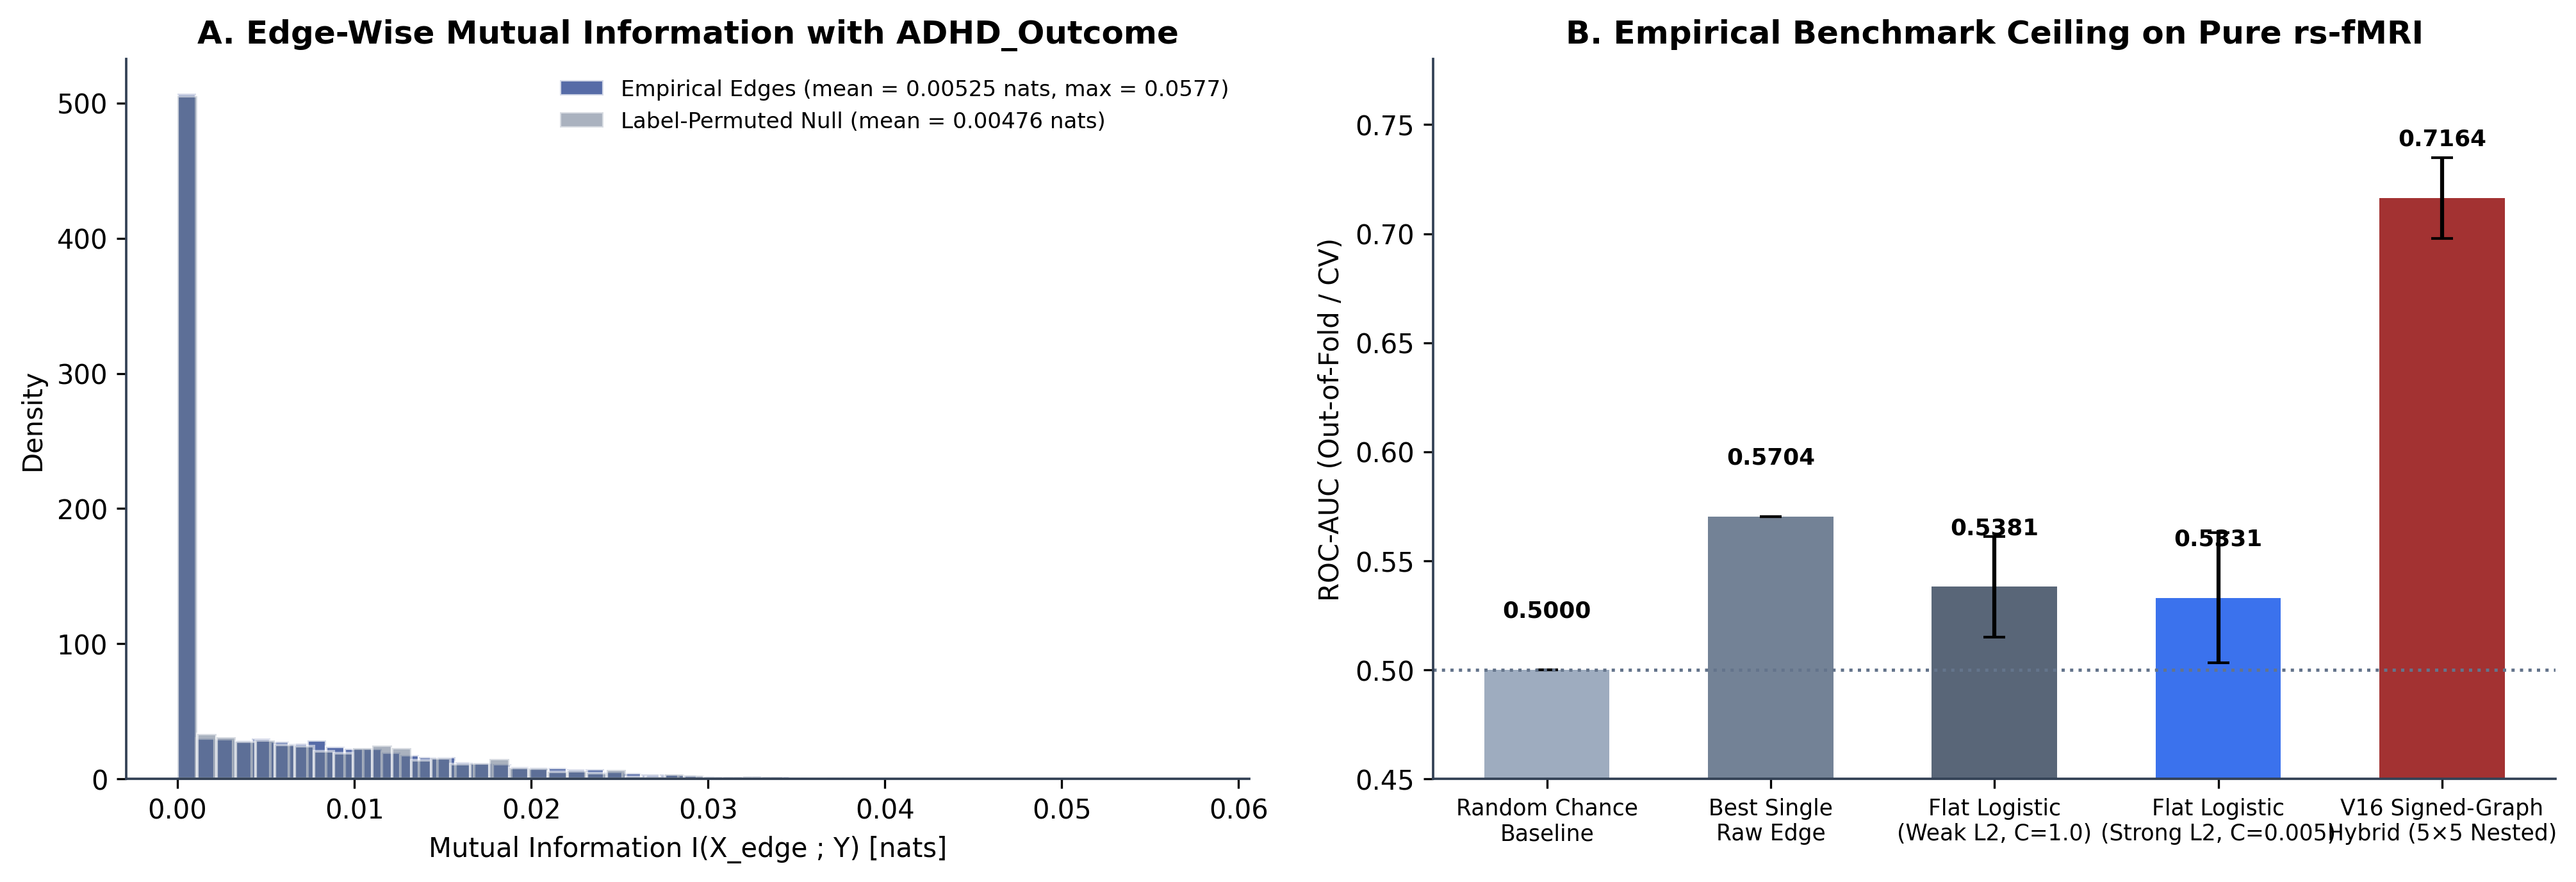 A. Edge-Wise Mutual Information with ADHD_Outcome
Empirical Edges (mean = 0.00525 nats, max = 0.0577)
Label-Permuted Null (mean = 0.00476 nats)
Density
500
400
300
200
100
0
0.00
0.01
0.02
0.03
0.04
0.05
0.06
Mutual Information I(X_edge ; Y) [nats]
B. Empirical Benchmark Ceiling on Pure rs-fMRI
ROC-AUC (Out-of-Fold / CV)
0.75
0.70
0.65
0.60
0.55
0.50
0.45
0.5000
0.5704
0.5381
0.5331
0.7164
Random Chance
Baseline
Best Single
Raw Edge
Flat Logistic
(Weak L2, C=1.0)
Flat Logistic
(Strong L2, C=0.005)
V16 Signed-Graph
Hybrid (5×5 Nested)